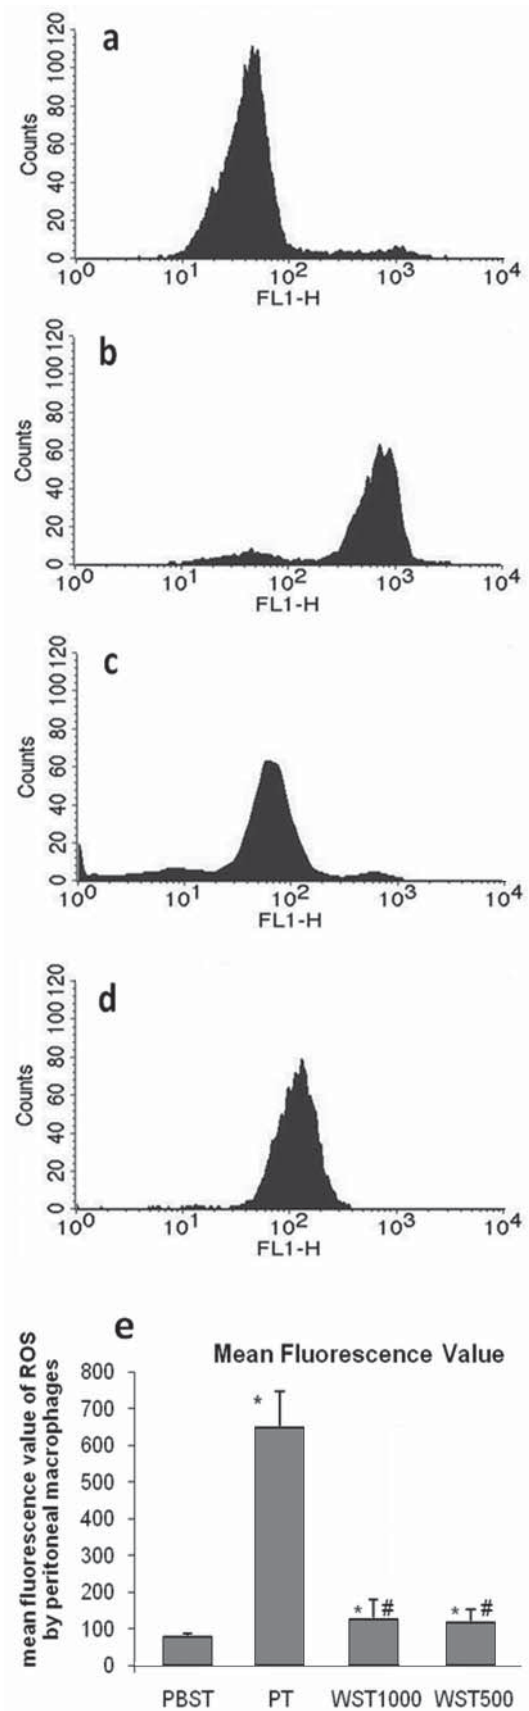 a
Counts
0 20 40 60 80 100 120
10⁰ 10¹ 10² 10³ 10⁴
FL1-H
b
Counts
0 20 40 60 80 100 120
10⁰ 10¹ 10² 10³ 10⁴
FL1-H
c
Counts
0 20 40 60 80 100 120
10⁰ 10¹ 10² 10³ 10⁴
FL1-H
d
Counts
0 20 40 60 80 100 120
10⁰ 10¹ 10² 10³ 10⁴
FL1-H
e
Mean Fluorescence Value
mean fluorescence value of ROS
by peritoneal macrophages
800
700
600
500
400
300
200
100
0
*
* #
* #
PBST PT WST1000 WST500